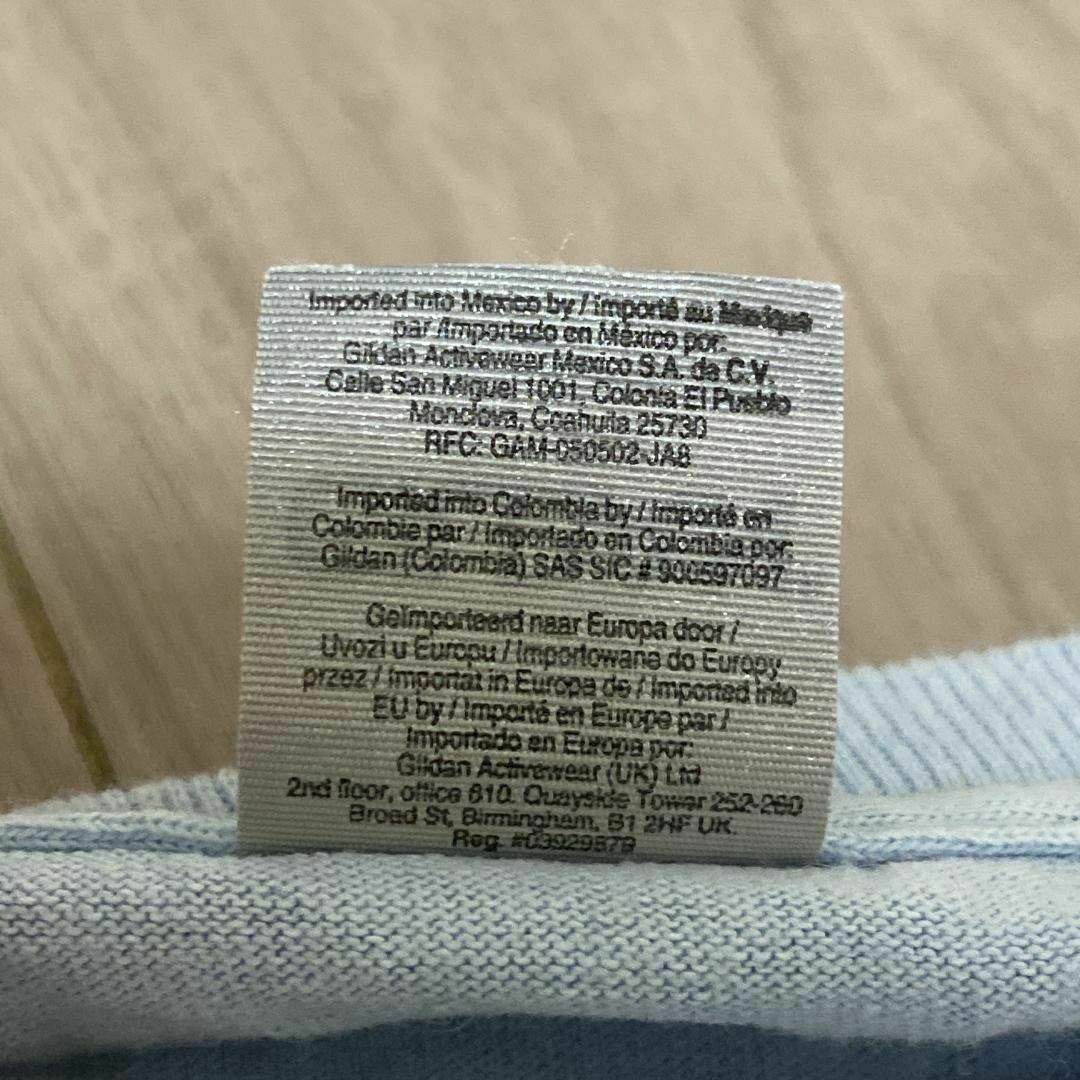 Imported into Mexico by / Importé au Mexique
par /Importado en México por:
Gildan Activewear Mexico S.A. de C.V.
Calle San Miguel 1001, Colonia El Pueblo
Monclova, Coahuila 25730
RFC: GAM-050502-JA8
Imported into Colombia by / Importé en
Colombie par / Importado en Colombia por:
Gildan (Colombia) SAS SIC # 900597097
Geïmporteerd naar Europa door /
Uvozi u Europu / Importowane do Europy
przez / Importat in Europa de / Imported into
EU by / Importé en Europe par /
Importado en Europa por:
Gildan Activewear (UK) Ltd
2nd floor, office 610. Quayside Tower 252-260
Broad St, Birmingham, B1 2HF UK.
Reg. #03929879